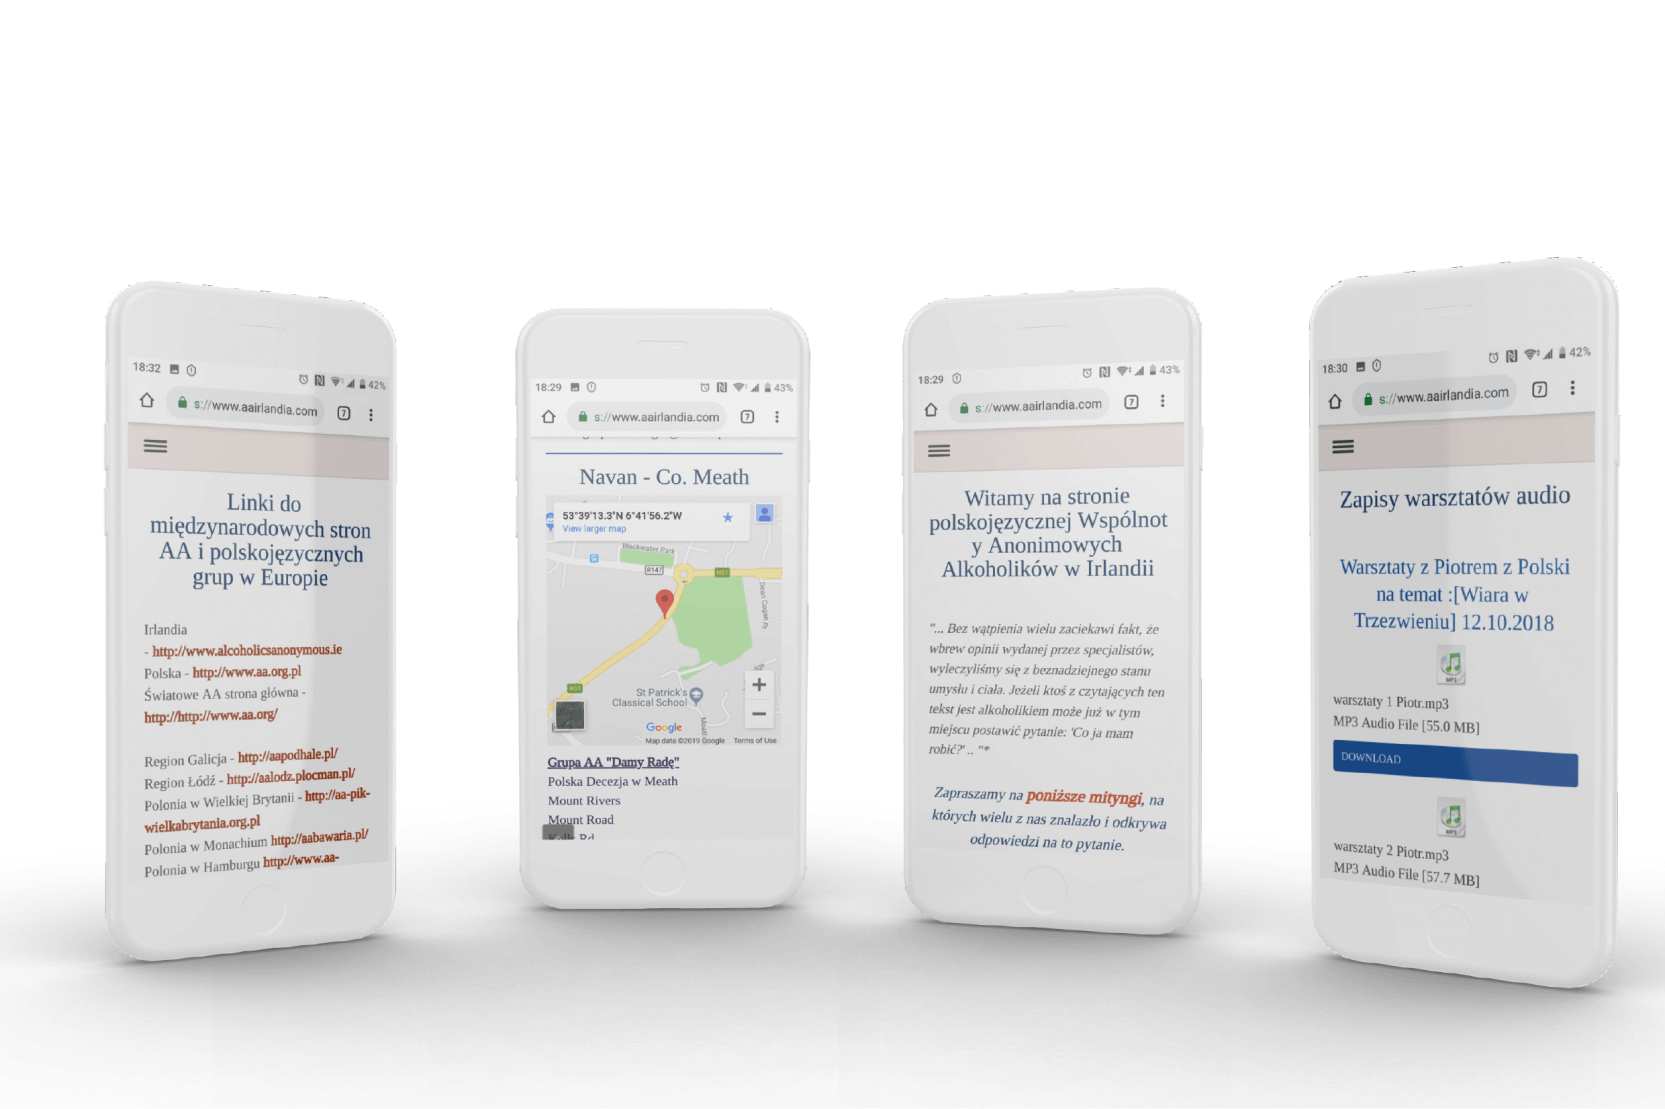 18:32
42%
s://www.aairlandia.com
7
Linki do
międzynarodowych stron
AA i polskojęzycznych
grup w Europie
Irlandia
- http://www.alcoholicsanonymous.ie
Polska - http://www.aa.org.pl
Światowe AA strona główna -
http://http://www.aa.org/
Region Galicja - http://aapodhale.pl/
Region Łódź - http://aalodz.plocman.pl/
Polonia w Wielkiej Brytanii - http://aa-pik-
wielkabrytania.org.pl
Polonia w Monachium http://aabawaria.pl/
Polonia w Hamburgu http://www.aa-
18:29
43%
s://www.aairlandia.com
7
Navan - Co. Meath
53°39'13.3"N 6°41'56.2"W
View larger map
Blackwater Park
R147
N51
Dean Cogan Pl
N51
St Patrick's
Classical School
+
−
Google
Map data ©2019 Google Terms of Use
Grupa AA "Damy Radę"
Polska Decezja w Meath
Mount Rivers
Mount Road
Kells Rd
18:29
43%
s://www.aairlandia.com
7
Witamy na stronie
polskojęzycznej Wspólnot
y Anonimowych
Alkoholików w Irlandii
"... Bez wątpienia wielu zaciekawi fakt, że
wbrew opinii wydanej przez specjalistów,
wyleczyliśmy się z beznadziejnego stanu
umysłu i ciała. Jeżeli ktoś z czytających ten
tekst jest alkoholikiem może już w tym
miejscu postawić pytanie: 'Co ja mam
robić?' .. "*
Zapraszamy na poniższe mityngi, na
których wielu z nas znalazło i odkrywa
odpowiedzi na to pytanie.
18:30
42%
s://www.aairlandia.com
7
Zapisy warsztatów audio
Warsztaty z Piotrem z Polski
na temat :[Wiara w
Trzezwieniu] 12.10.2018
MP3
warsztaty 1 Piotr.mp3
MP3 Audio File [55.0 MB]
DOWNLOAD
MP3
warsztaty 2 Piotr.mp3
MP3 Audio File [57.7 MB]